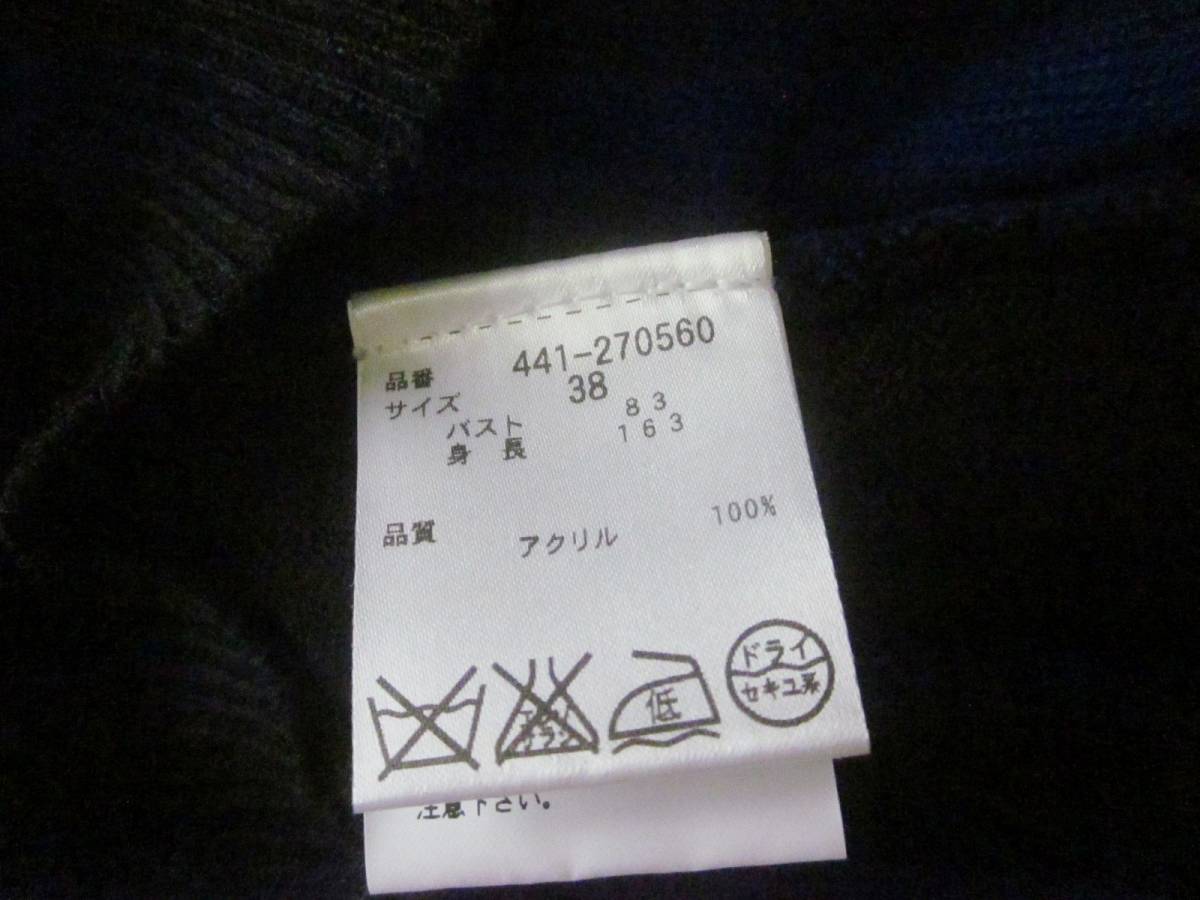 品番 441-270560
サイズ 38
バスト 83
身長 163
品質 アクリル 100%
低
ドライ
セキユ系
注意下さい。